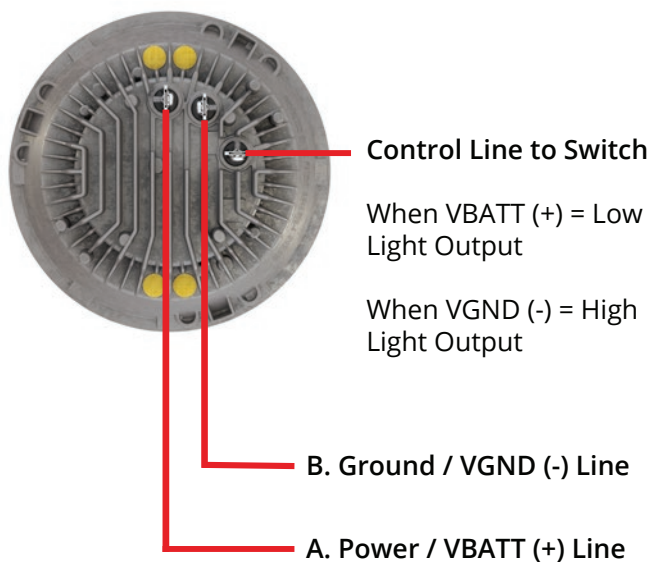 Control Line to Switch
When VBATT (+) = Low
Light Output
When VGND (-) = High
Light Output
B. Ground / VGND (-) Line
A. Power / VBATT (+) Line